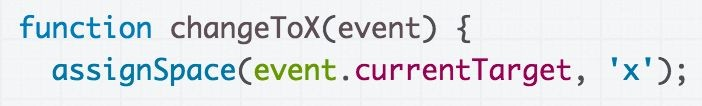 function changeToX(event) {
assignSpace(event.currentTarget, 'x');